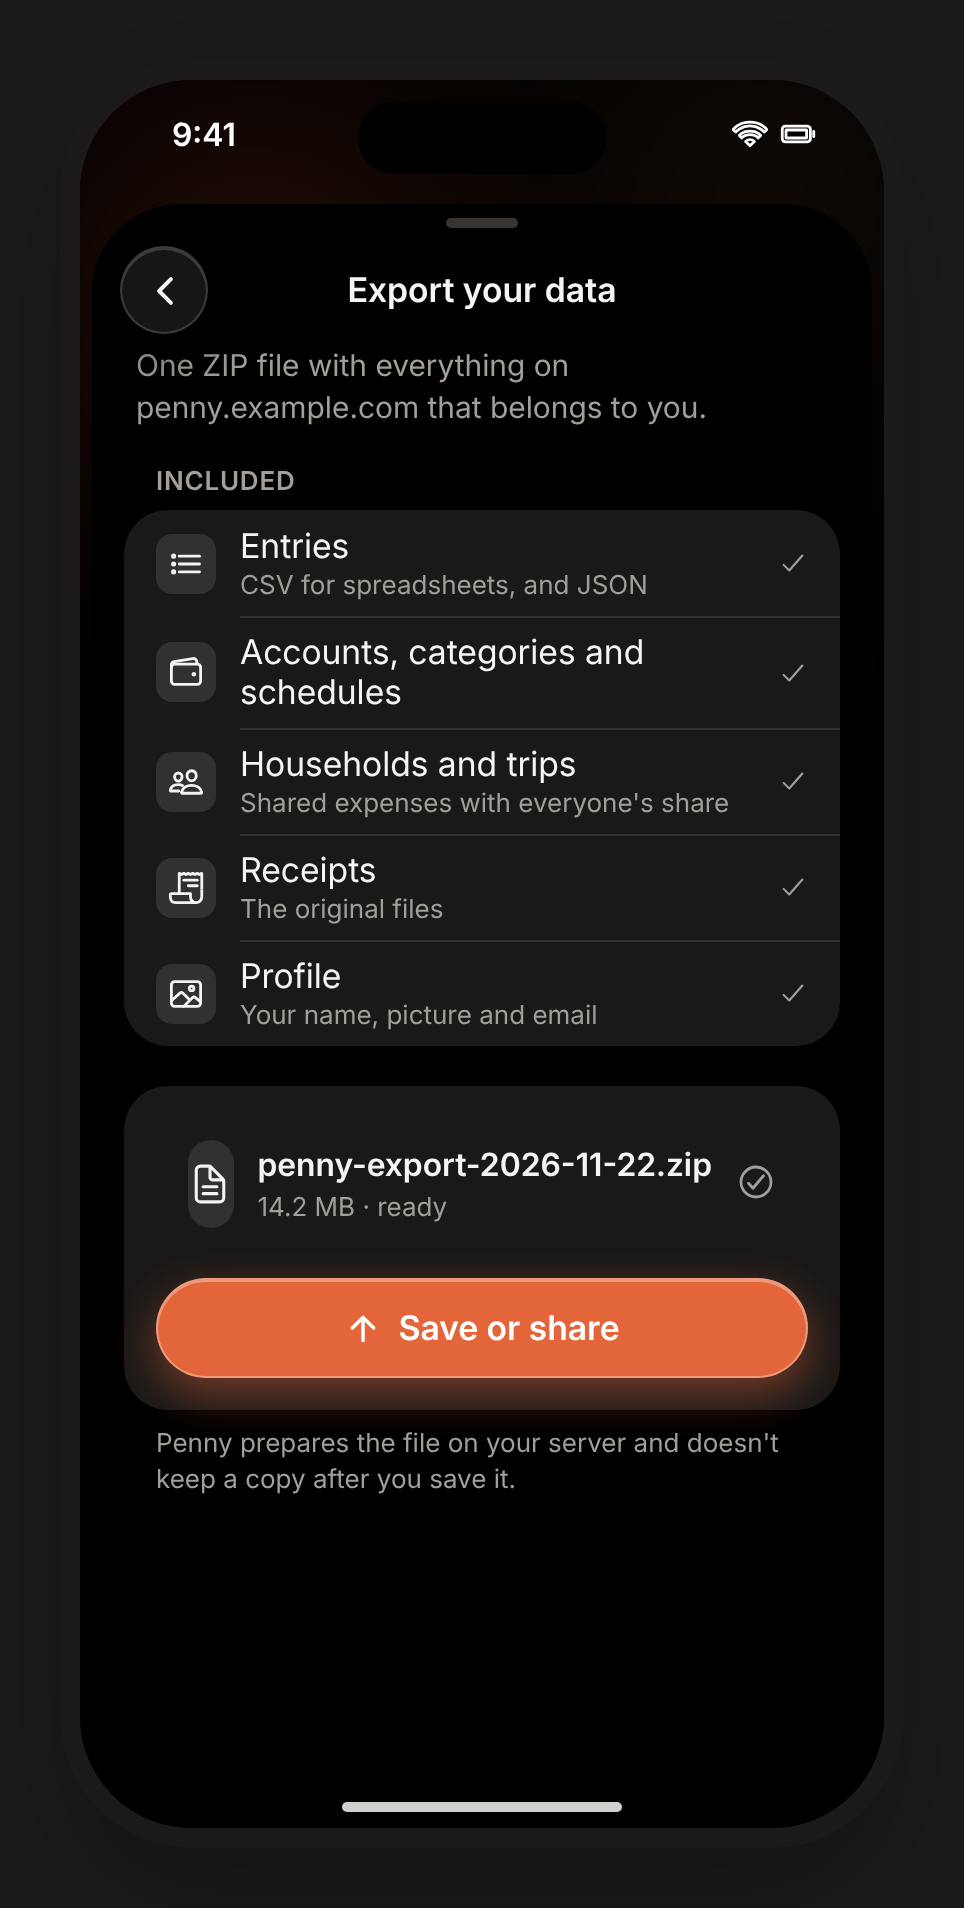 9:41
Export your data
One ZIP file with everything on
penny.example.com that belongs to you.
INCLUDED
Entries
CSV for spreadsheets, and JSON
Accounts, categories and
schedules
Households and trips
Shared expenses with everyone's share
Receipts
The original files
Profile
Your name, picture and email
penny-export-2026-11-22.zip
14.2 MB · ready
Save or share
Penny prepares the file on your server and doesn't
keep a copy after you save it.